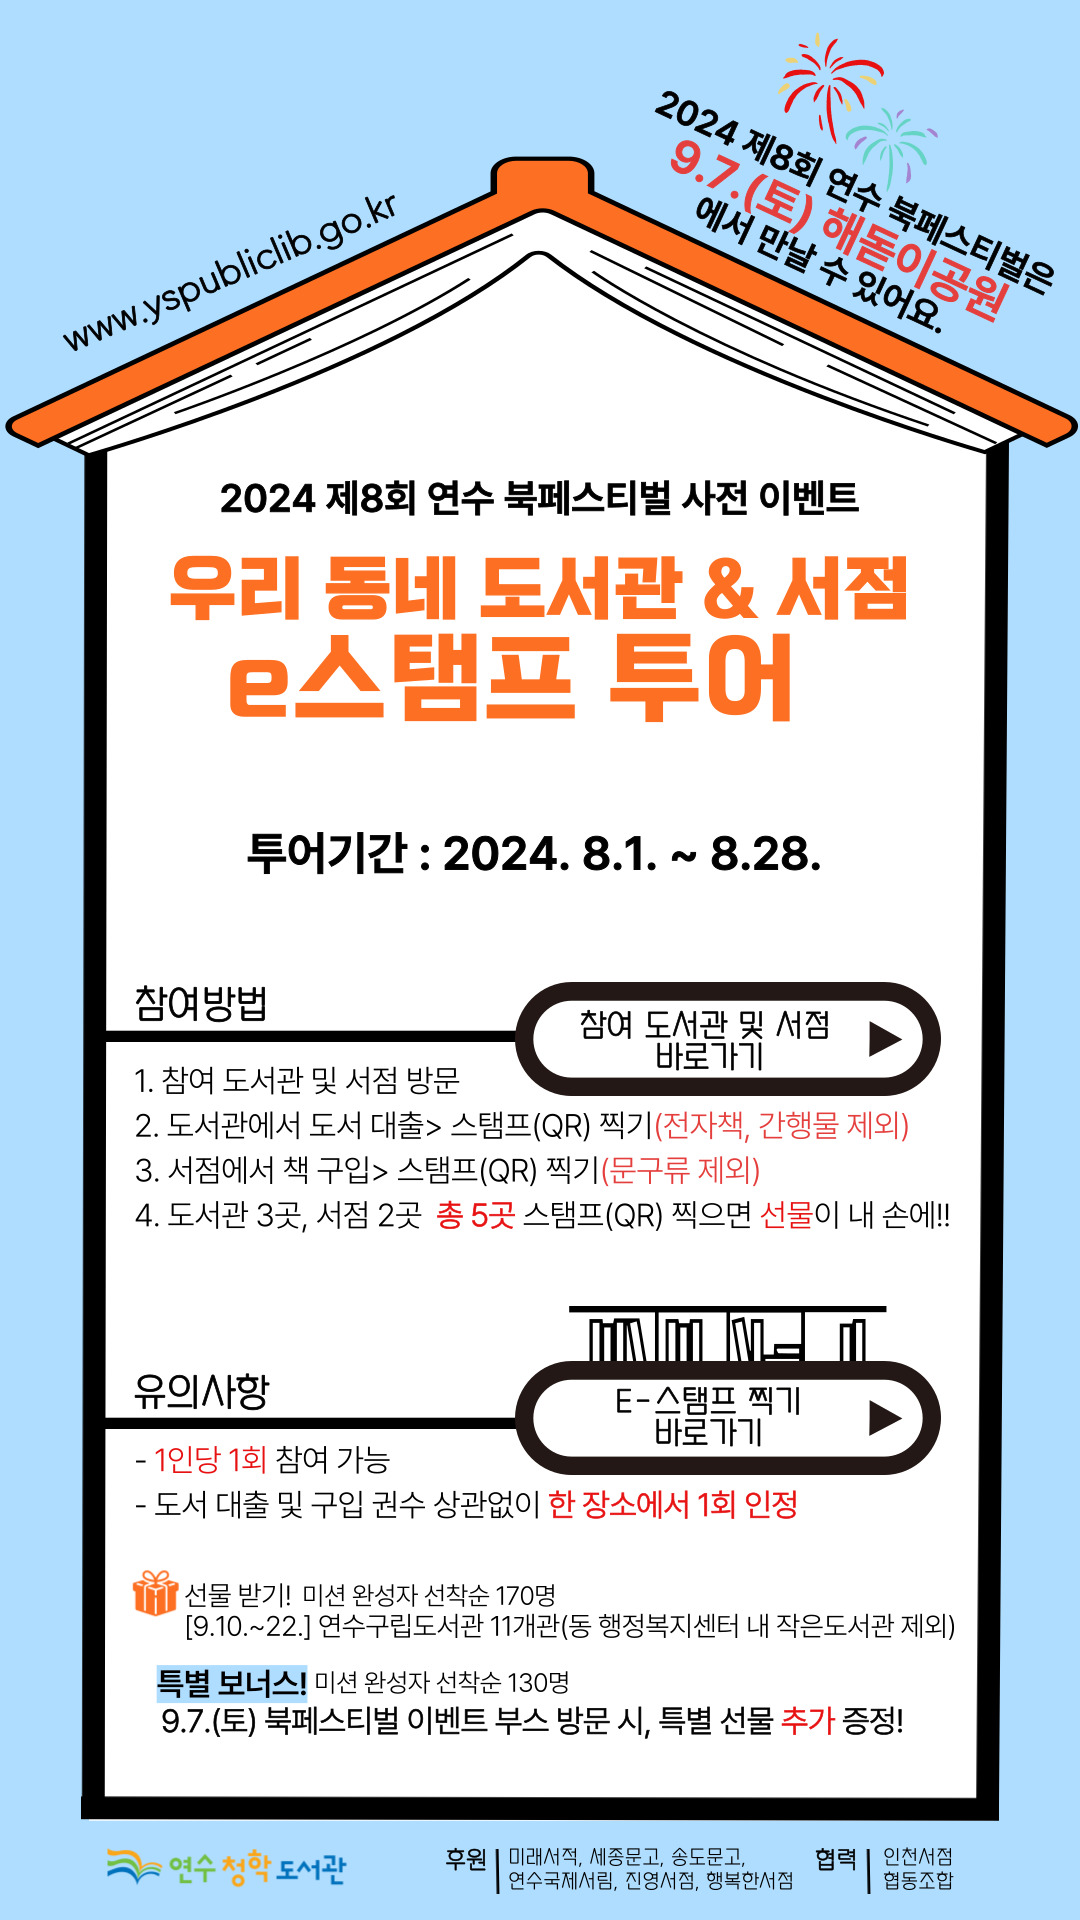 www.yspubliclib.go.kr
2024 제8회 연수 북페스티벌은
9.7.(토) 해돋이공원
에서 만날 수 있어요.
2024 제8회 연수 북페스티벌 사전 이벤트
우리 동네 도서관 & 서점
e스탬프 투어
투어기간 : 2024. 8.1. ~ 8.28.
참여방법
참여 도서관 및 서점
바로가기
1. 참여 도서관 및 서점 방문
2. 도서관에서 도서 대출> 스탬프(QR) 찍기(전자책, 간행물 제외)
3. 서점에서 책 구입> 스탬프(QR) 찍기(문구류 제외)
4. 도서관 3곳, 서점 2곳 총 5곳 스탬프(QR) 찍으면 선물이 내 손에!!
유의사항
E-스탬프 찍기
바로가기
- 1인당 1회 참여 가능
- 도서 대출 및 구입 권수 상관없이 한 장소에서 1회 인정
선물 받기! 미션 완성자 선착순 170명
[9.10.~22.] 연수구립도서관 11개관(동 행정복지센터 내 작은도서관 제외)
특별 보너스! 미션 완성자 선착순 130명
9.7.(토) 북페스티벌 이벤트 부스 방문 시, 특별 선물 추가 증정!
연수 청학 도서관
후원
미래서적, 세종문고, 송도문고,
연수국제서림, 진영서점, 행복한서점
협력
인천서점
협동조합